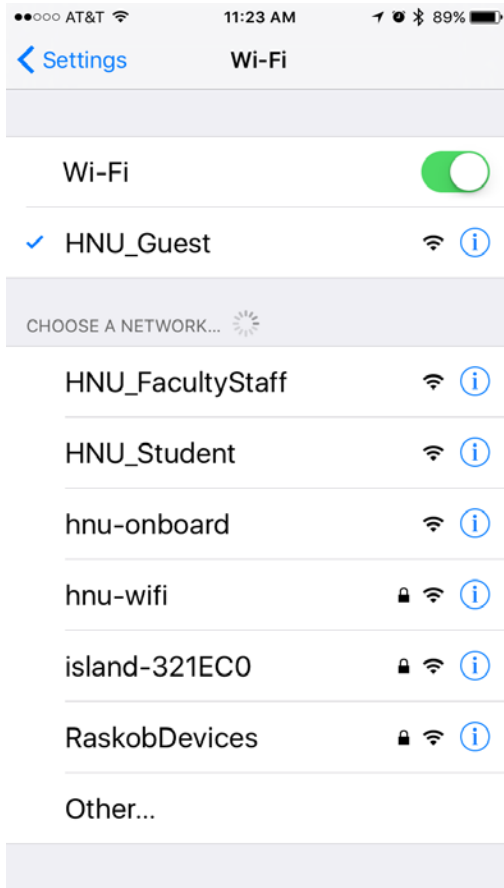 AT&T 11:23 AM 89%
Settings Wi-Fi
Wi-Fi
HNU_Guest
CHOOSE A NETWORK...
HNU_FacultyStaff
HNU_Student
hnu-onboard
hnu-wifi
island-321EC0
RaskobDevices
Other...